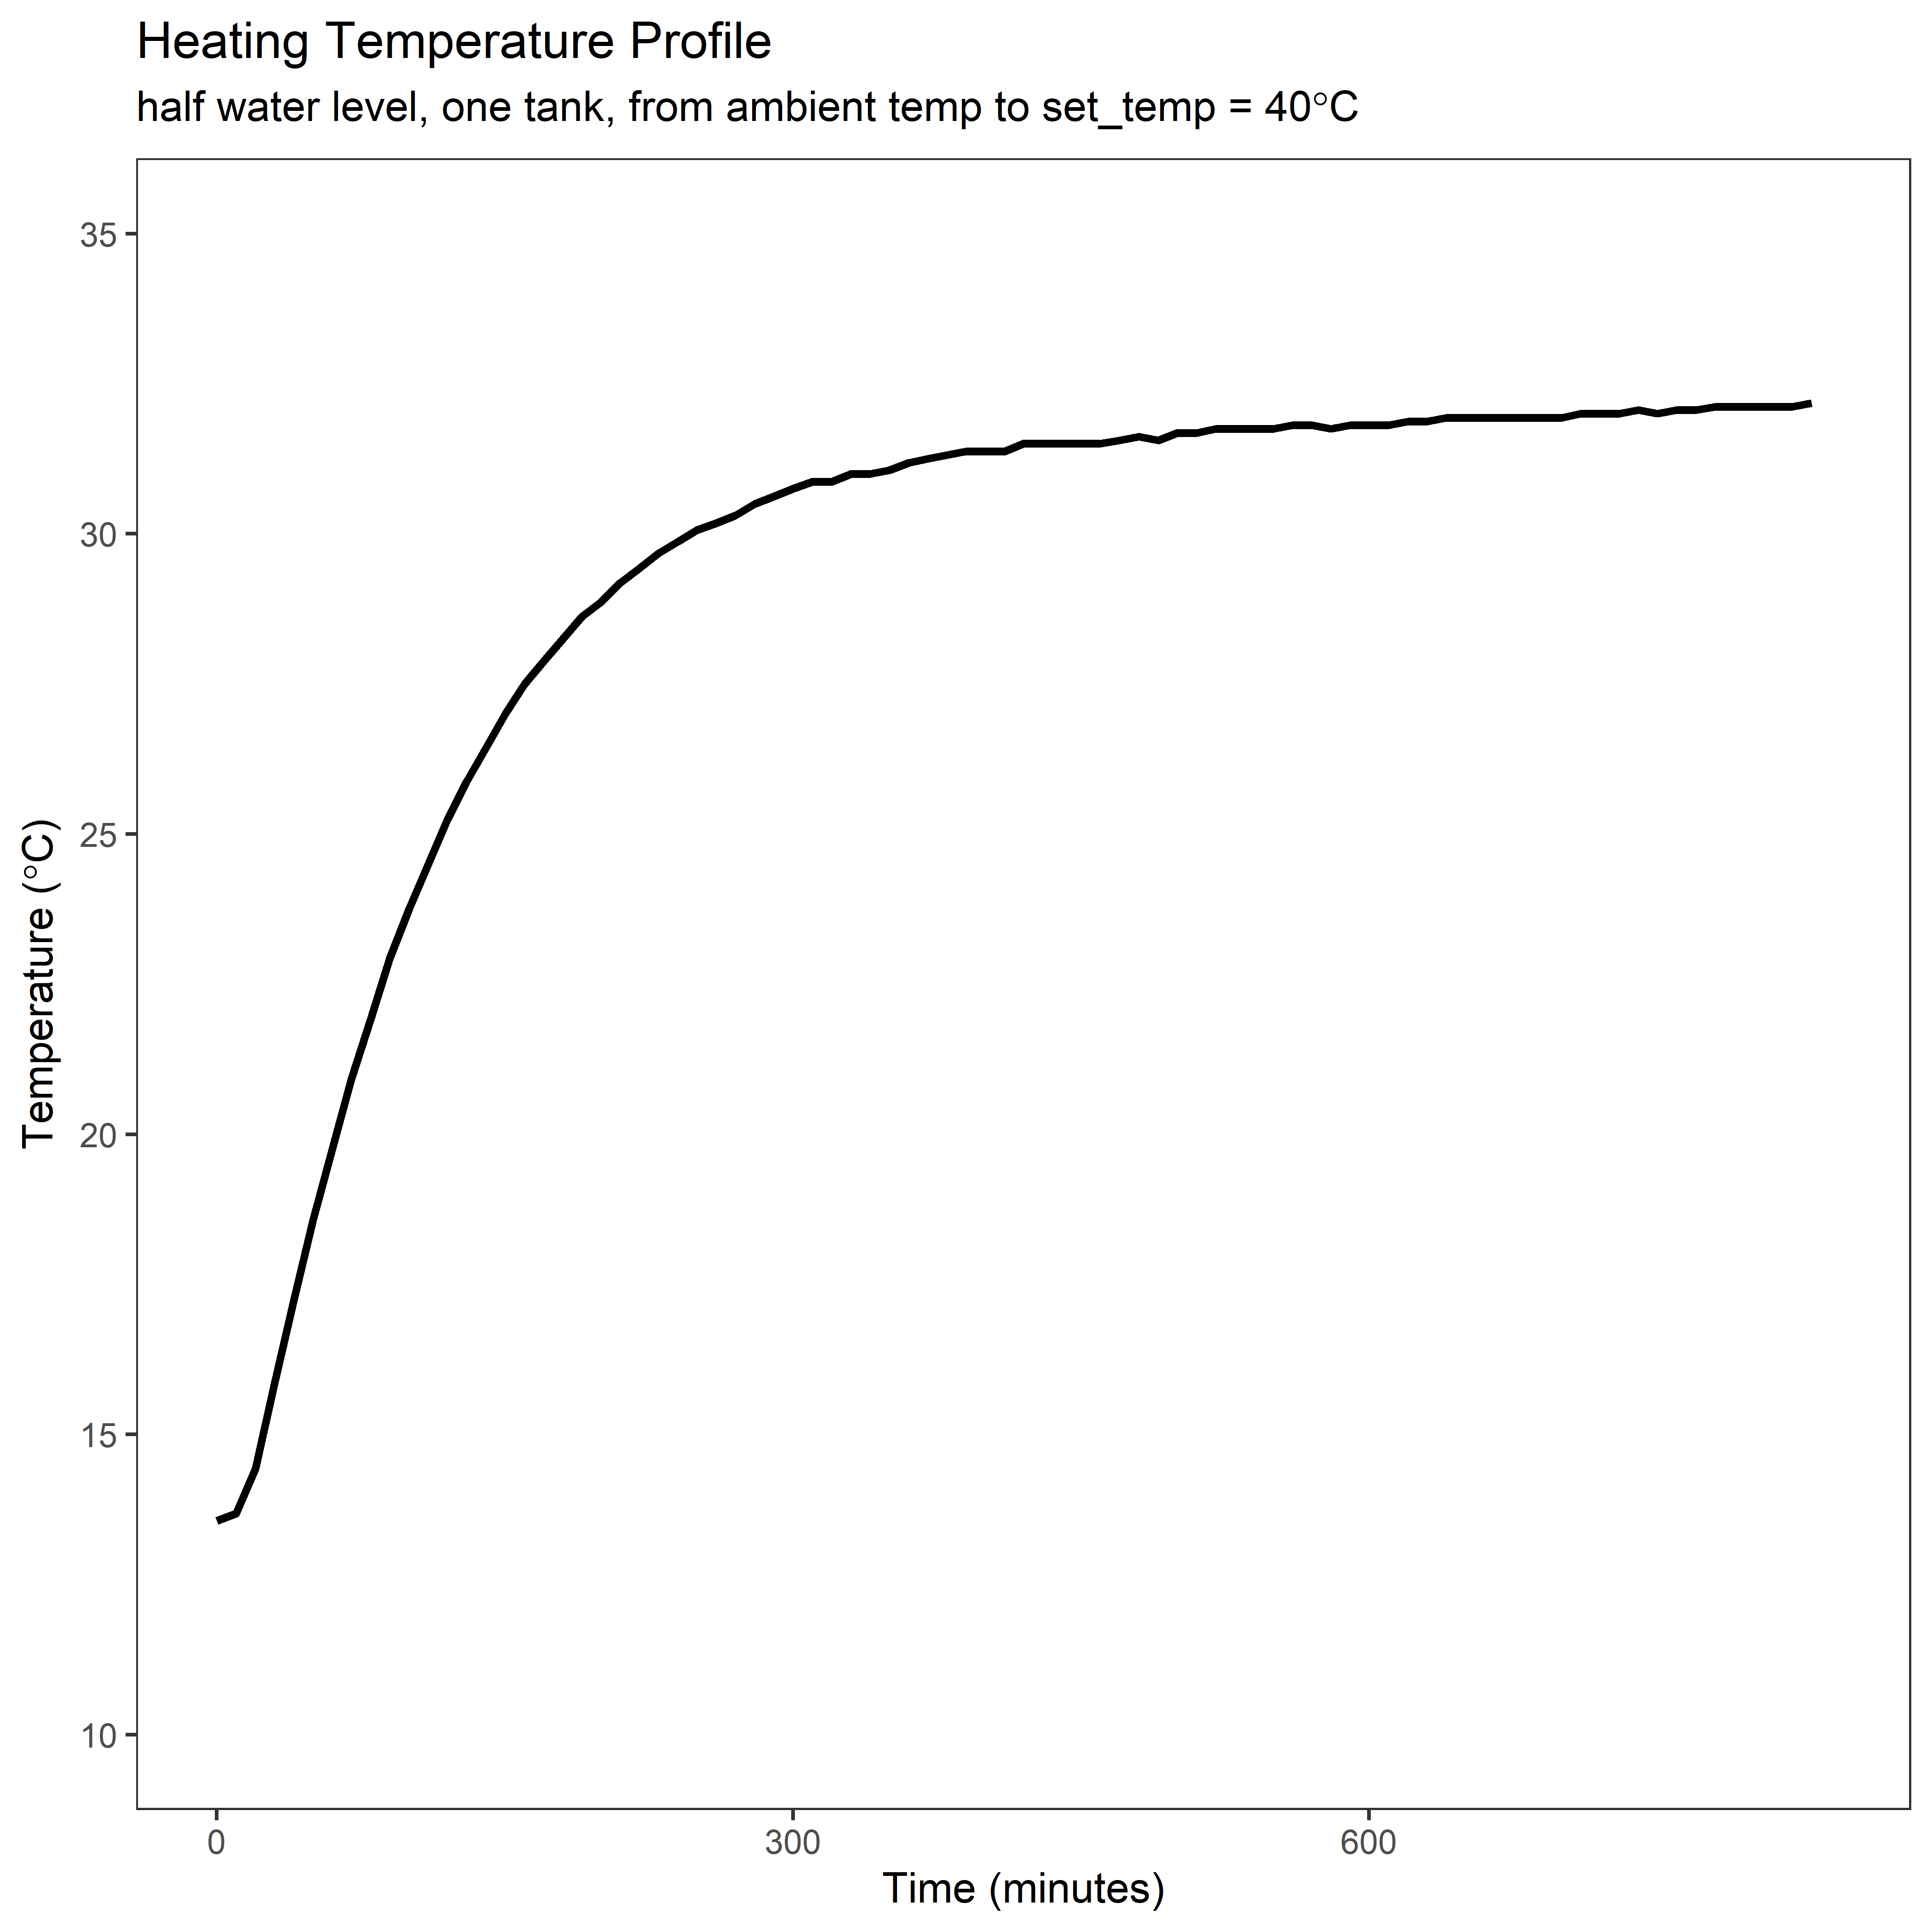 Heating Temperature Profile
half water level, one tank, from ambient temp to set_temp = 40°C
35
30
25
20
15
10
Temperature (°C)
0 300 600
Time (minutes)